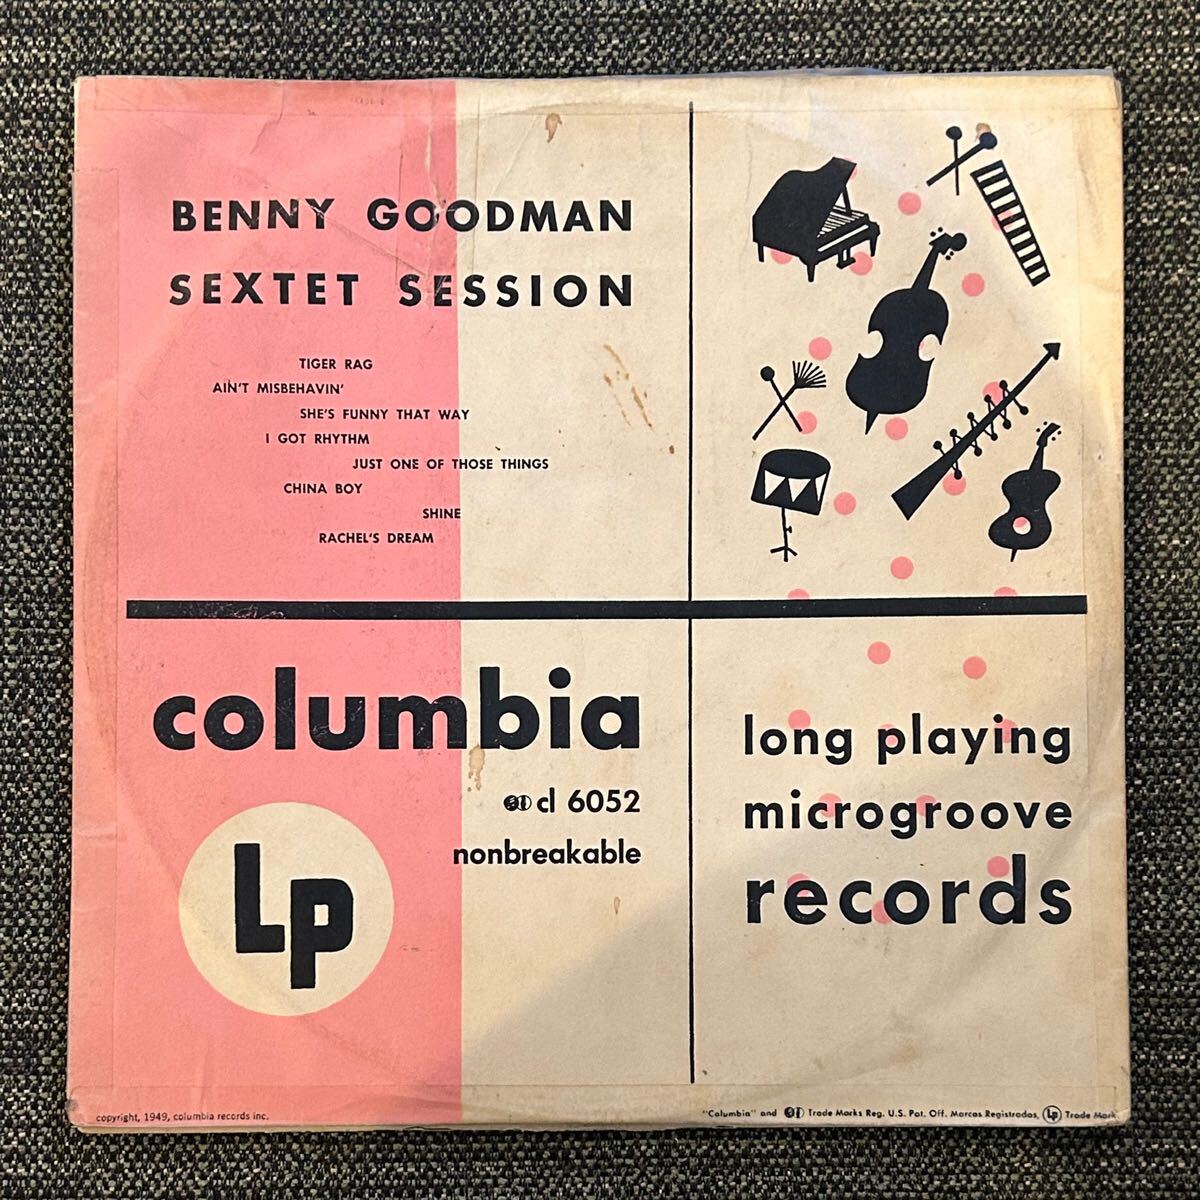 BENNY GOODMAN
SEXTET SESSION
TIGER RAG
AIN'T MISBEHAVIN'
SHE'S FUNNY THAT WAY
I GOT RHYTHM
JUST ONE OF THOSE THINGS
CHINA BOY
SHINE
RACHEL'S DREAM
columbia
cl 6052
nonbreakable
LP
long playing
microgroove
records
copyright, 1949, columbia records inc.
"Columbia" and Trade Marks Reg. U.S. Pat. Off. Marcas Registradas, LP Trade Mark